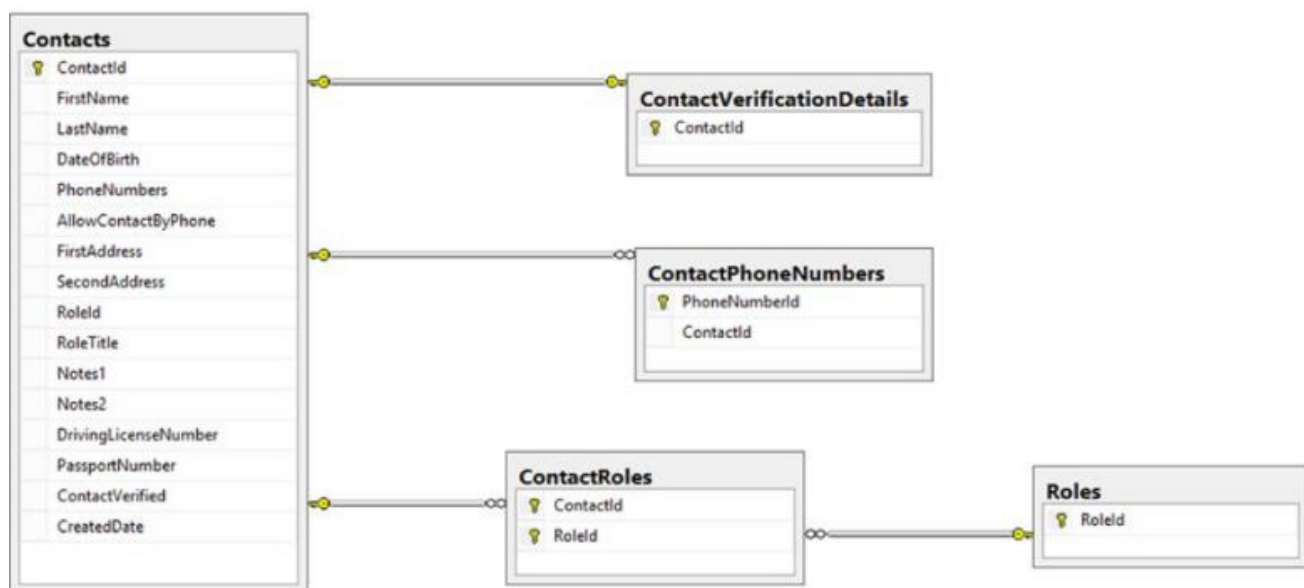 Contacts
ContactId
FirstName
LastName
DateOfBirth
PhoneNumbers
AllowContactByPhone
FirstAddress
SecondAddress
RoleId
RoleTitle
Notes1
Notes2
DrivingLicenseNumber
PassportNumber
ContactVerified
CreatedDate
ContactVerificationDetails
ContactId
ContactPhoneNumbers
PhoneNumberId
ContactId
ContactRoles
ContactId
RoleId
Roles
RoleId